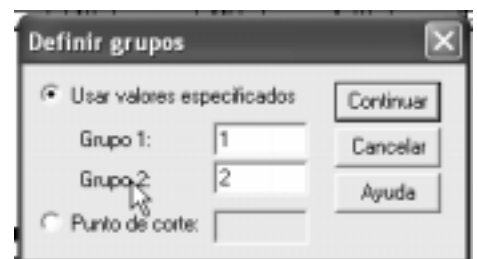 Definir grupos
Usar valores especificados
Continuar
Grupo 1: 1
Cancelar
Grupo 2: 2
Ayuda
Punto de corte: